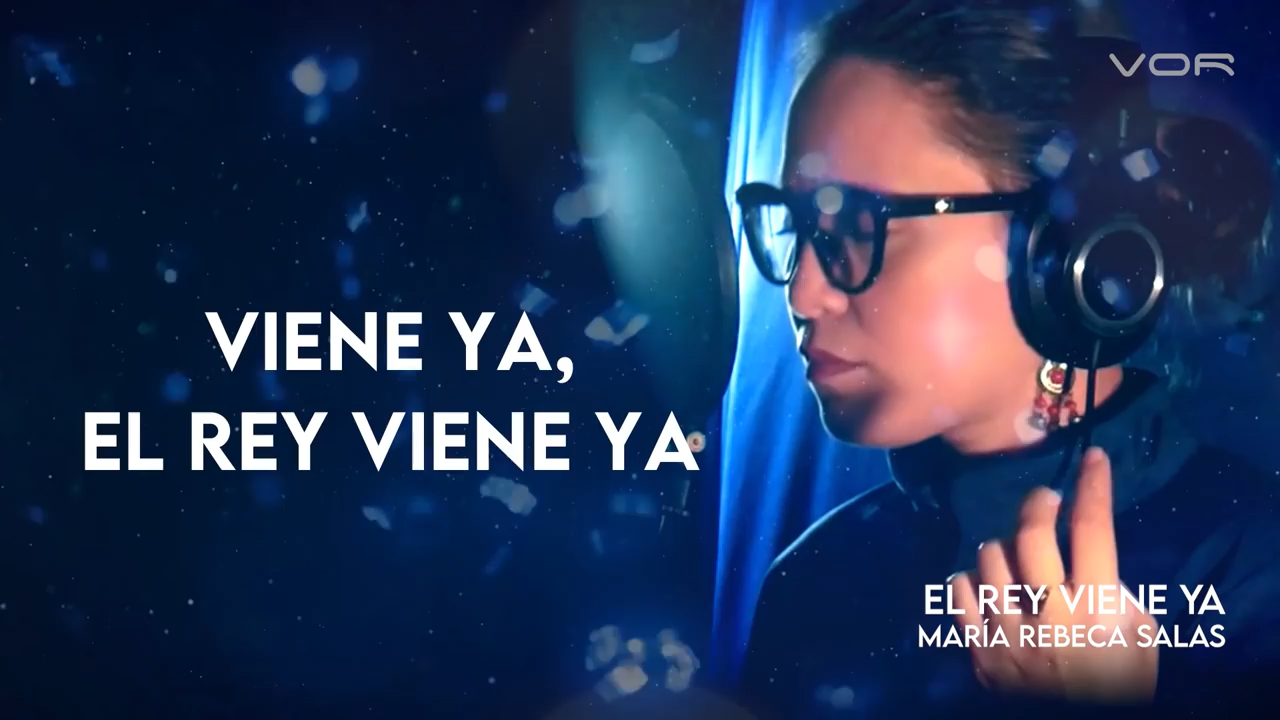 VOR
VIENE YA,
EL REY VIENE YA
EL REY VIENE YA
MARÍA REBECA SALAS